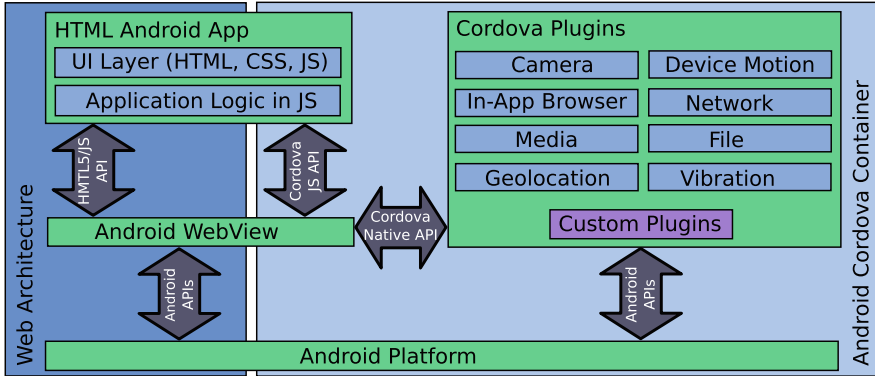 HTML Android App
UI Layer (HTML, CSS, JS)
Application Logic in JS
HMTL5/JS
API
Cordova
JS API
Android WebView
Cordova
Native API
Android
APIs
Cordova Plugins
Camera
Device Motion
In-App Browser
Network
Media
File
Geolocation
Vibration
Custom Plugins
Android
APIs
Android Platform
Web Architecture
Android Cordova Container